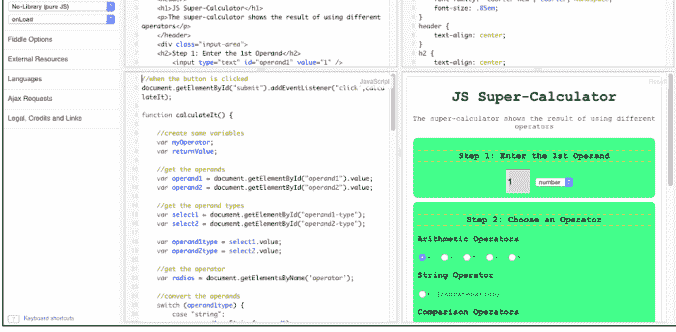 No-Library (pure JS)
onLoad
Fiddle Options
External Resources
Languages
Ajax Requests
Legal, Credits and Links
Keyboard shortcuts
<h1>JS Super-Calculator</h1>
<p>The super-calculator shows the result of using different
operators</p>
</header>
<div class="input-area">
<h2>Step 1: Enter the 1st Operand</h2>
<input type="text" id="operand1" value="1" />
font-size: .85em;
}
header {
text-align: center;
}
h2 {
text-align: center;
JavaScript
//when the button is clicked
document.getElementById("submit").addEventListener("click",calcu
lateIt);
function calculateIt() {
//create some variables
var myOperator;
var returnValue;
//get the operands
var operand1 = document.getElementById("operand1").value;
var operand2 = document.getElementById("operand2").value;
//get the operand types
var select1 = document.getElementById("operand1-type");
var select2 = document.getElementById("operand2-type");
var operand1type = select1.value;
var operand2type = select2.value;
//get the operator
var radios = document.getElementsByName('operator');
//convert the operands
switch (operand1type) {
case "string":
JS Super-Calculator
The super-calculator shows the result of using different
operators
Step 1: Enter the 1st Operand
1
number
Step 2: Choose an Operator
Arithmetic Operators
String Operator
Comparison Operators